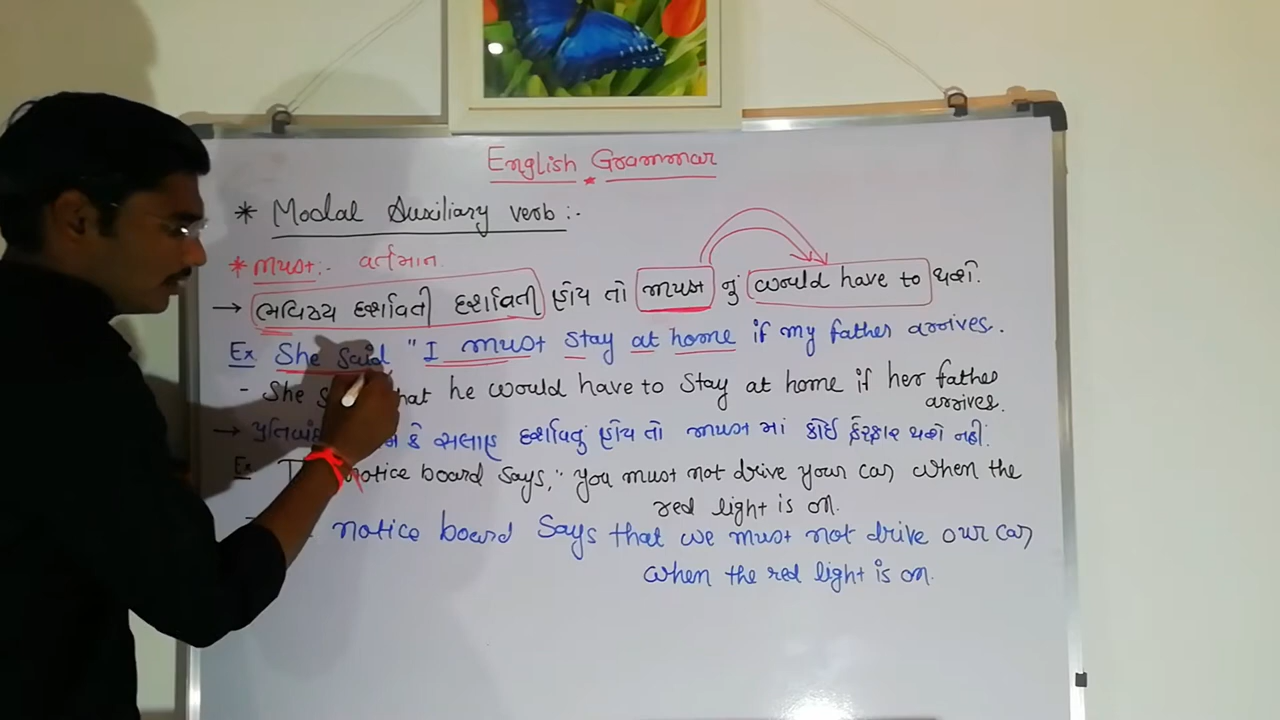 English Grammar
* Modal Auxiliary verb:-
* must:- વર્તમાન
→ ભવિષ્ય દર્શાવતી દર્શાવતી હોય તો must નું would have to થશે.
Ex She said "I must stay at home if my father arrives.
- She that he would have to stay at home if her father
arrives.
→ કે સલાહ દર્શાવતું હોય તો must માં કોઈ ફેરફાર થશે નહીં.
Ex notice board says," you must not drive your car when the
red light is on.
notice board says that we must not drive our car
when the red light is on.